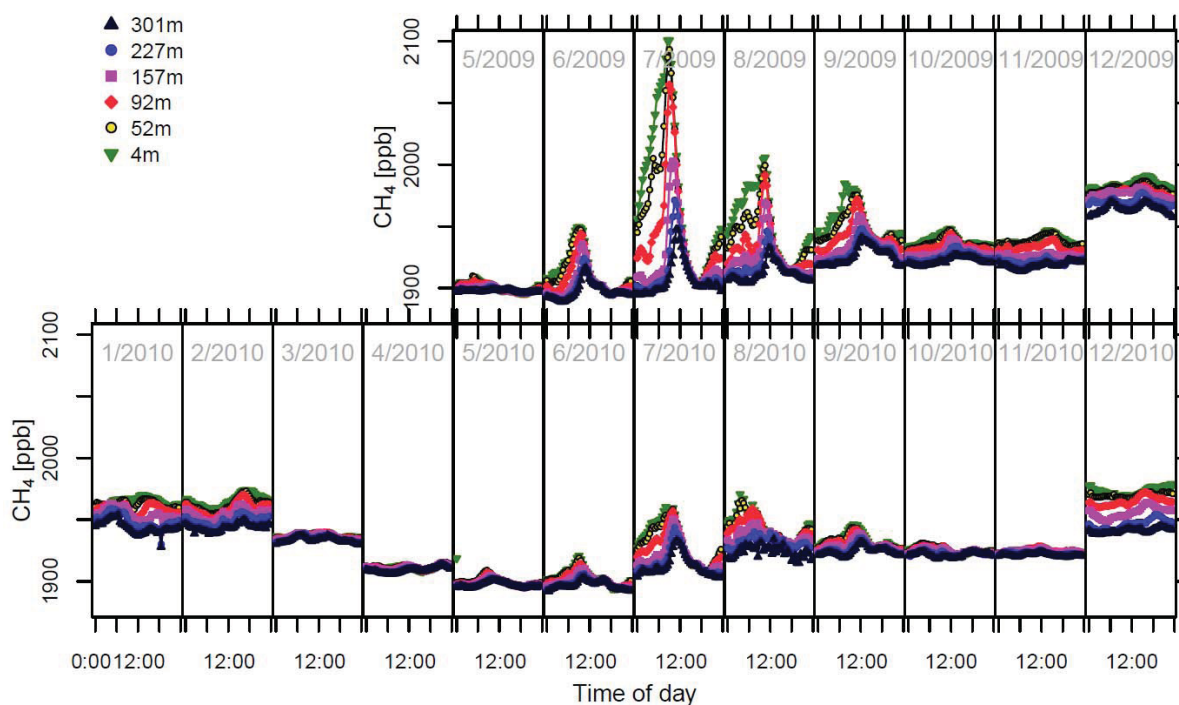 301m
227m
157m
92m
52m
4m
CH₄ [ppb]
2100
2000
1900
5/2009 6/2009 7/2009 8/2009 9/2009 10/2009 11/2009 12/2009
CH₄ [ppb]
2100
2000
1900
1/2010 2/2010 3/2010 4/2010 5/2010 6/2010 7/2010 8/2010 9/2010 10/2010 11/2010 12/2010
0:00 12:00 12:00 12:00 12:00 12:00 12:00 12:00 12:00 12:00 12:00
Time of day